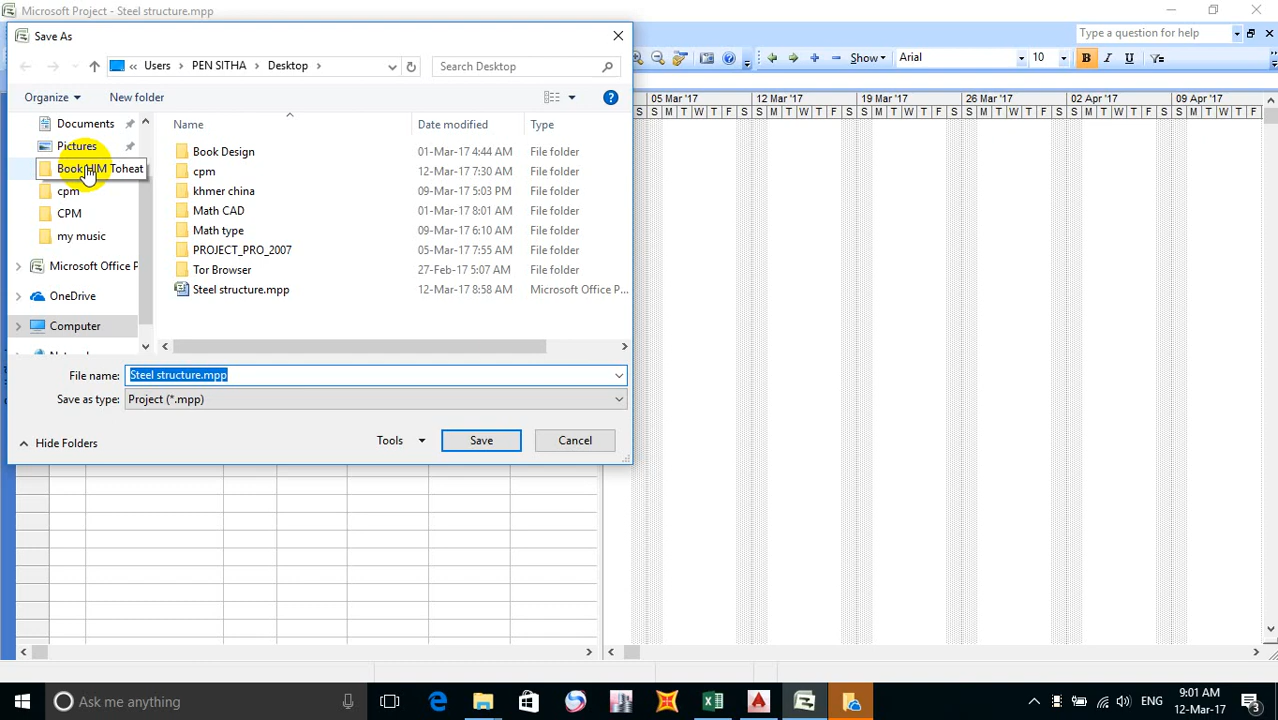 Microsoft Project - Steel structure.mpp
Type a question for help
Save As
Users
PEN SITHA
Desktop
Search Desktop
Show
Arial
10
B
I
U
Organize
New folder
05 Mar '17
12 Mar '17
19 Mar '17
26 Mar '17
02 Apr '17
09 Apr '17
S M T W T F S S M T W T F S S M T W T F S S M T W T F S S M T W T F S S M T W T F
Documents
Pictures
Book HIM Toheat
cpm
CPM
my music
Microsoft Office P
OneDrive
Computer
Name
Date modified
Type
Book Design 01-Mar-17 4:44 AM File folder
cpm 12-Mar-17 7:30 AM File folder
khmer china 09-Mar-17 5:03 PM File folder
Math CAD 01-Mar-17 8:01 AM File folder
Math type 09-Mar-17 6:10 AM File folder
PROJECT_PRO_2007 05-Mar-17 7:55 AM File folder
Tor Browser 27-Feb-17 5:07 AM File folder
Steel structure.mpp 12-Mar-17 8:58 AM Microsoft Office P...
File name: Steel structure.mpp
Save as type: Project (*.mpp)
Hide Folders
Tools
Save
Cancel
Ask me anything
ENG
9:01 AM
12-Mar-17
3